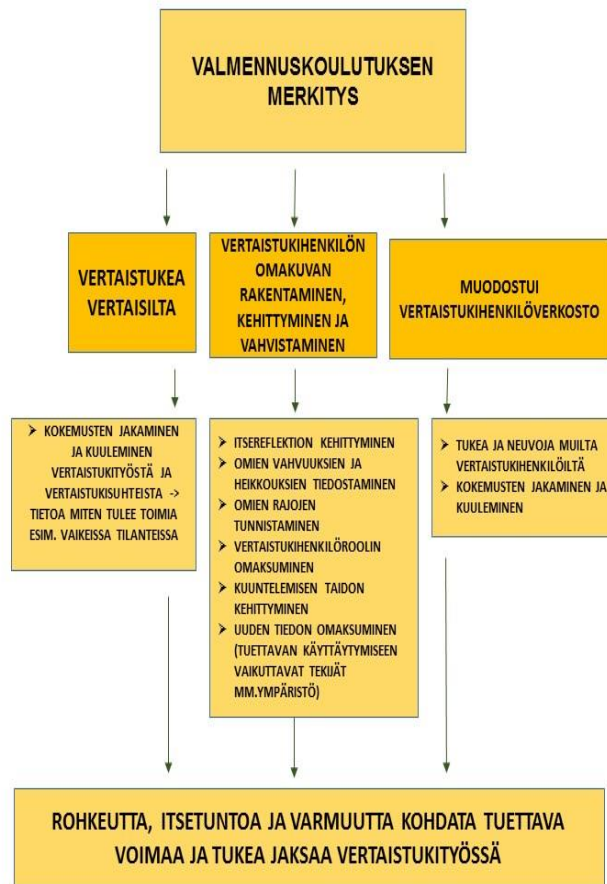 VALMENNUSKOULUTUKSEN
MERKITYS
VERTAISTUKEA
VERTAISILTA
VERTAISTUKIHENKILÖN
OMAKUVAN
RAKENTAMINEN,
KEHITTYMINEN JA
VAHVISTAMINEN
MUODOSTUI
VERTAISTUKIHENKILÖVERKOSTO
➤ KOKEMUSTEN JAKAMINEN
JA KUULEMINEN
VERTAISTUKITYÖSTÄ JA
VERTAISTUKISUHTEISTA ->
TIETOA MITEN TULEE TOIMIA
ESIM. VAIKEISSA TILANTEISSA
➤ ITSEREFLEKTION KEHITTYMINEN
➤ OMIEN VAHVUUKSIEN JA
HEIKKOUKSIEN TIEDOSTAMINEN
➤ OMIEN RAJOJEN
TUNNISTAMINEN
➤ VERTAISTUKIHENKILÖROOLIN
OMAKSUMINEN
➤ KUUNTELEMISEN TAIDON
KEHITTYMINEN
➤ UUDEN TIEDON OMAKSUMINEN
(TUETTAVAN KÄYTTÄYTYMISEEN
VAIKUTTAVAT TEKIJÄT
MM.YMPÄRISTÖ)
➤ TUKEA JA NEUVOJA MUILTA
VERTAISTUKIHENKILÖILTÄ
➤ KOKEMUSTEN JAKAMINEN JA
KUULEMINEN
ROHKEUTTA, ITSETUNTOA JA VARMUUTTA KOHDATA TUETTAVA
VOIMAA JA TUKEA JAKSAA VERTAISTUKITYÖSSÄ